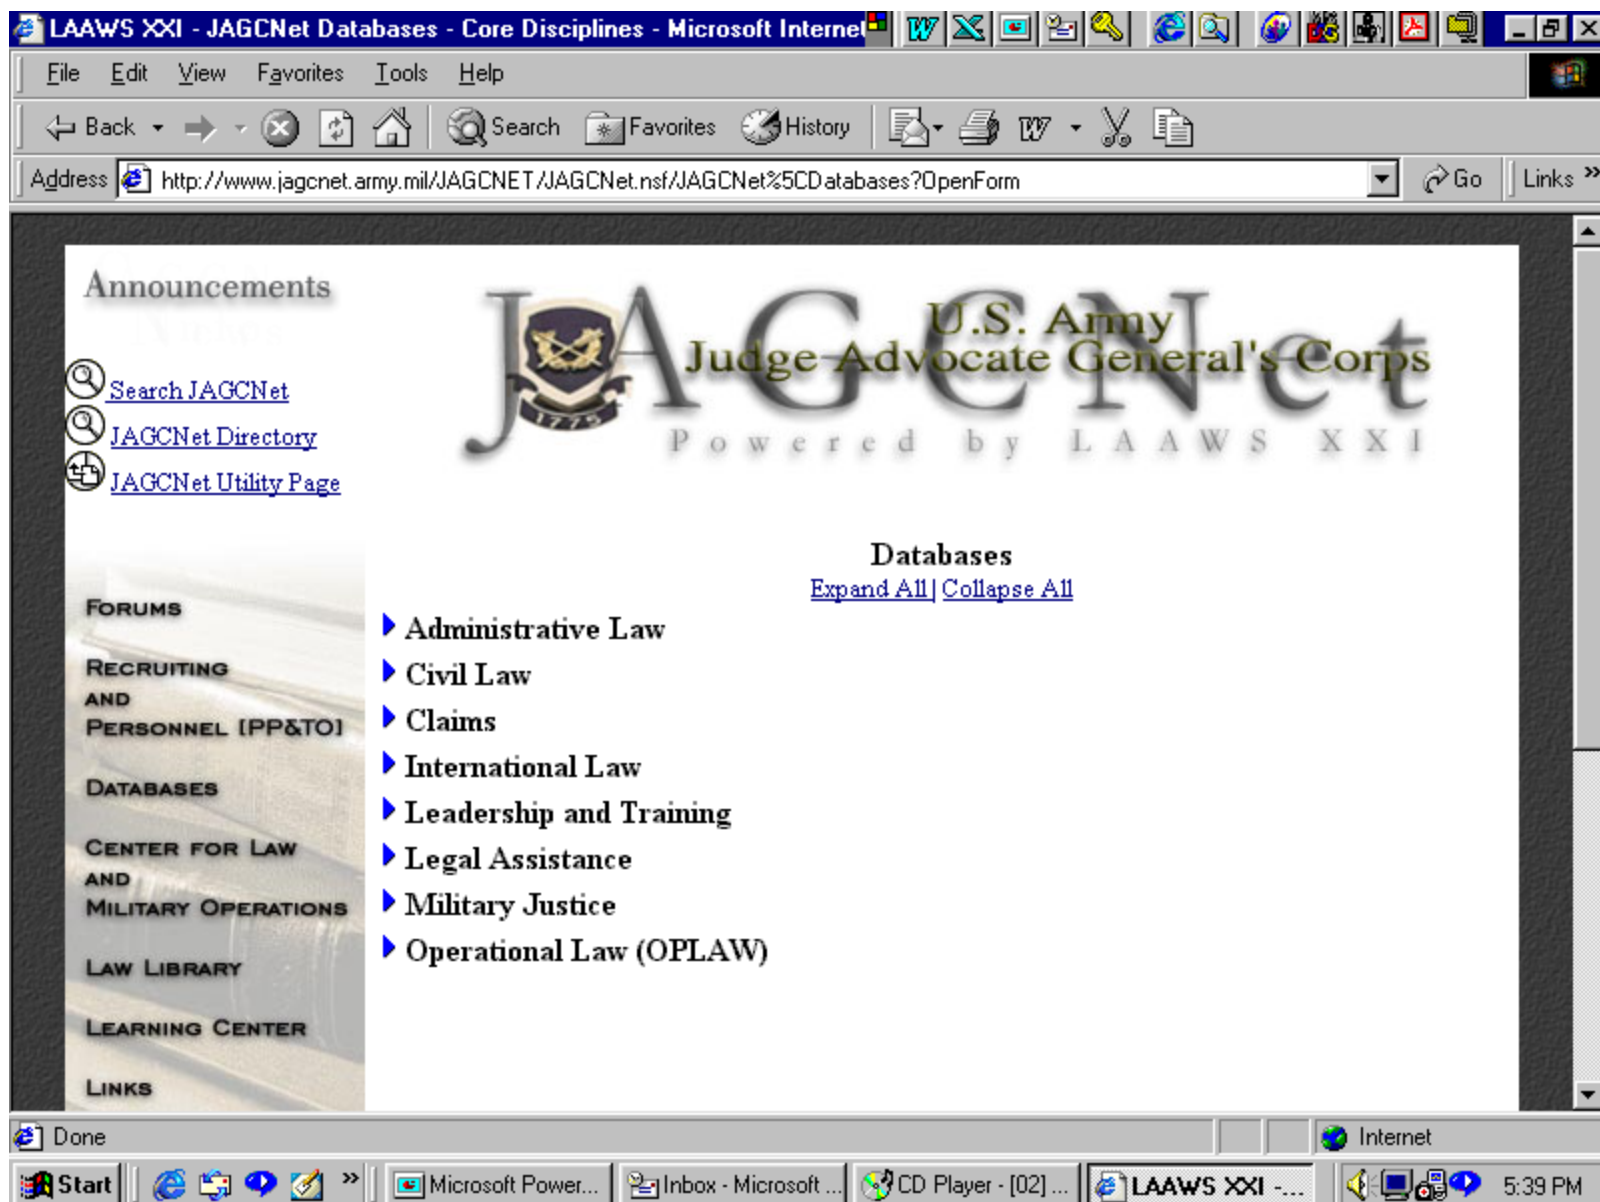 LAAWS XXI - JAGCNet Databases - Core Disciplines - Microsoft Internet
File Edit View Favorites Tools Help
Back Search Favorites History
Address http://www.jagcnet.army.mil/JAGCNET/JAGCNet.nsf/JAGCNet%5CDatabases?OpenForm Go Links »
Announcements
JAGCNet
U.S. Army
Judge Advocate General's Corps
1775
Powered by LAAWS XXI
Search JAGCNet
JAGCNet Directory
JAGCNet Utility Page
Databases
Expand All | Collapse All
Administrative Law
Civil Law
Claims
International Law
Leadership and Training
Legal Assistance
Military Justice
Operational Law (OPLAW)
FORUMS
RECRUITING
AND
PERSONNEL [PP&TO]
DATABASES
CENTER FOR LAW
AND
MILITARY OPERATIONS
LAW LIBRARY
LEARNING CENTER
LINKS
Done Internet
Start » Microsoft Power... Inbox - Microsoft ... CD Player - [02] ... LAAWS XXI -... 5:39 PM